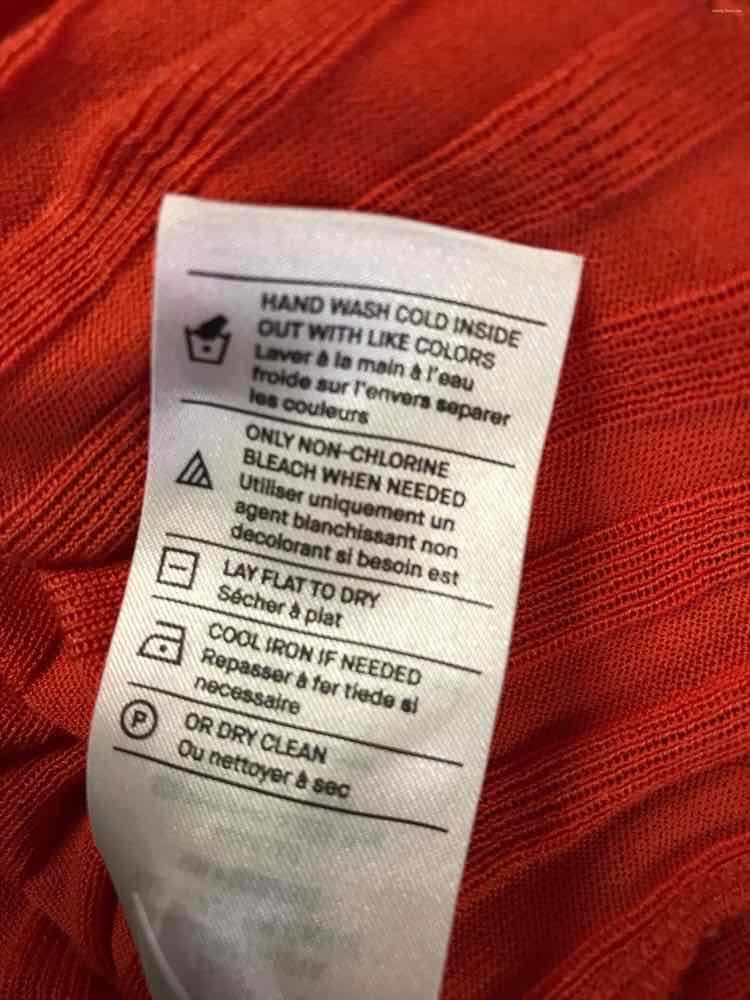 HAND WASH COLD INSIDE
OUT WITH LIKE COLORS
Laver à la main à l'eau
froide sur l'envers separer
les couleurs
ONLY NON-CHLORINE
BLEACH WHEN NEEDED
Utiliser uniquement un
agent blanchissant non
decolorant si besoin est
LAY FLAT TO DRY
Sécher à plat
COOL IRON IF NEEDED
Repasser à fer tiede si
necessaire
P
OR DRY CLEAN
Ou nettoyer à sec